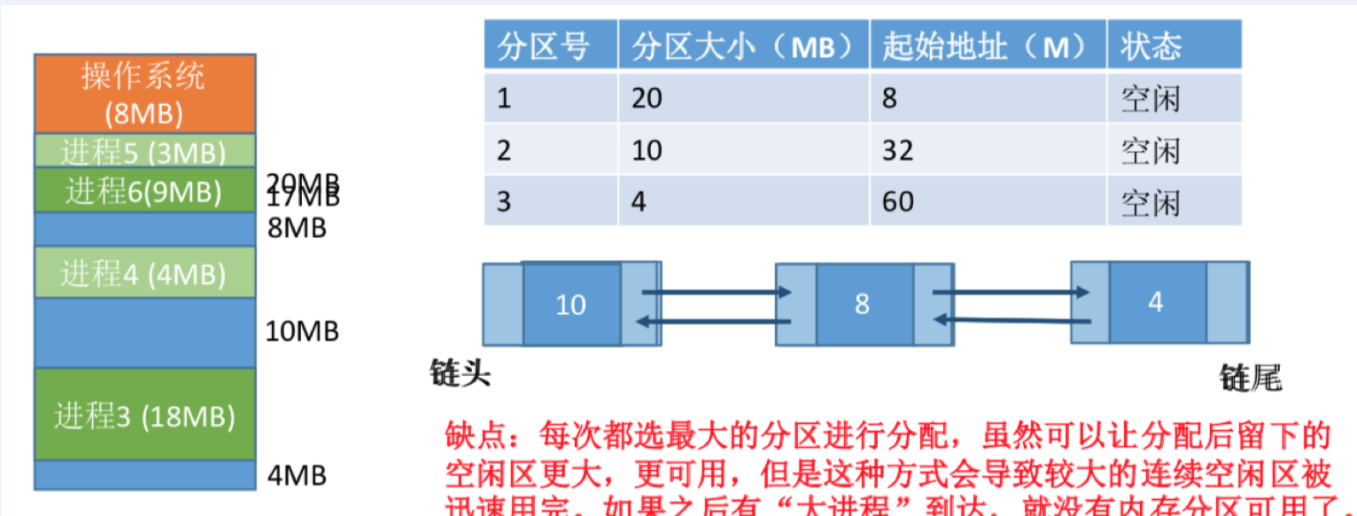 操作系统
(8MB)
进程5 (3MB)
进程6(9MB)
20MB
17MB
8MB
进程4 (4MB)
10MB
进程3 (18MB)
4MB
分区号 分区大小（MB） 起始地址（M） 状态
1 20 8 空闲
2 10 32 空闲
3 4 60 空闲
10 8 4
链头 链尾
缺点：每次都选最大的分区进行分配，虽然可以让分配后留下的
空闲区更大，更可用，但是这种方式会导致较大的连续空闲区被
迅速用完。如果之后有“大进程”到达，就没有内存分区可用了。